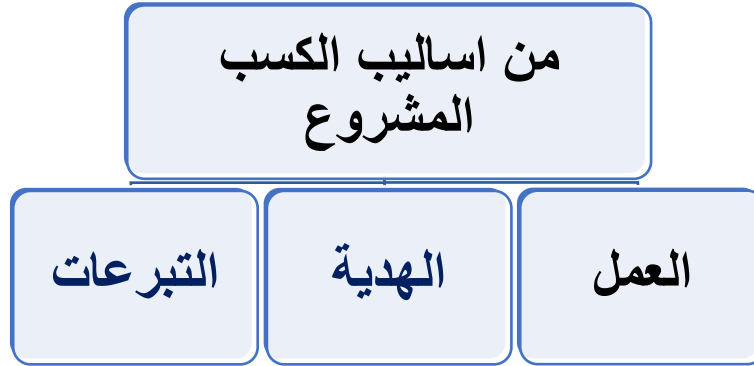 من اساليب الكسب
المشروع
العمل
الهدية
التبرعات